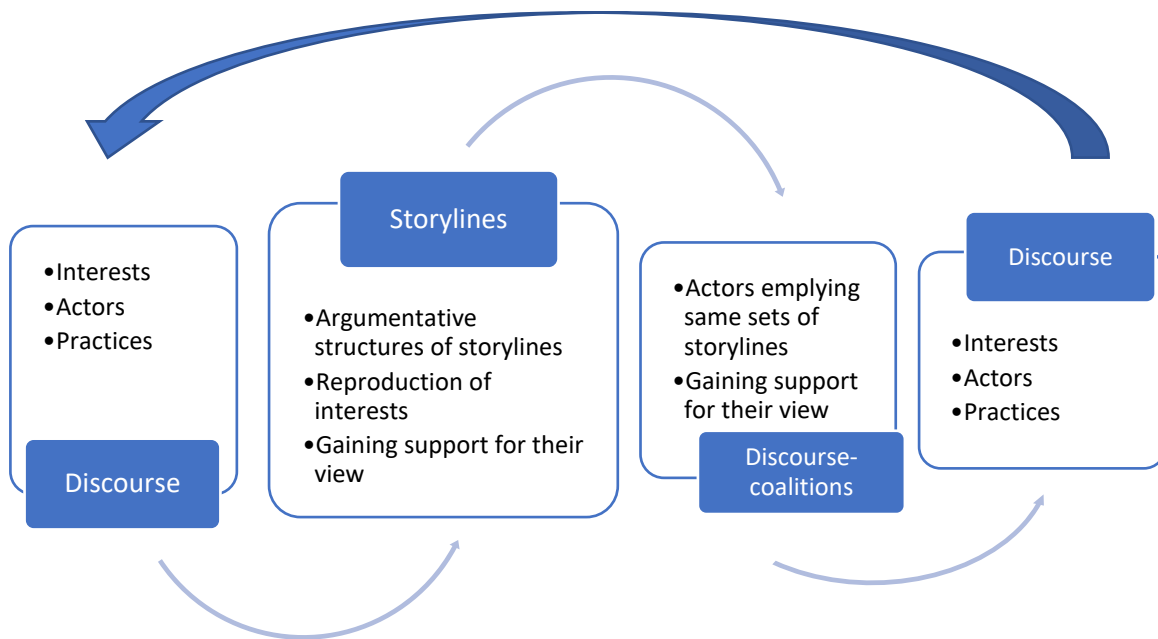 •Interests
•Actors
•Practices
Discourse
Storylines
•Argumentative
structures of storylines
•Reproduction of
interests
•Gaining support for their
view
•Actors emplying
same sets of
storylines
•Gaining support
for their view
Discourse-
coalitions
Discourse
•Interests
•Actors
•Practices